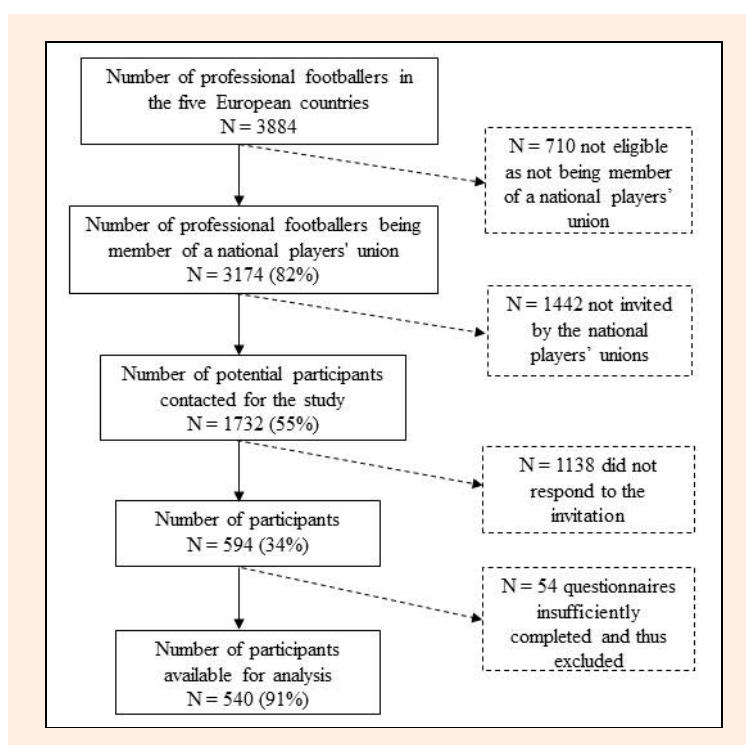 Number of professional footballers in
the five European countries
N = 3884
N = 710 not eligible
as not being member
of a national players’
union
Number of professional footballers being
member of a national players' union
N = 3174 (82%)
N = 1442 not invited
by the national
players’ unions
Number of potential participants
contacted for the study
N = 1732 (55%)
N = 1138 did not
respond to the
invitation
Number of participants
N = 594 (34%)
N = 54 questionnaires
insufficiently
completed and thus
excluded
Number of participants
available for analysis
N = 540 (91%)